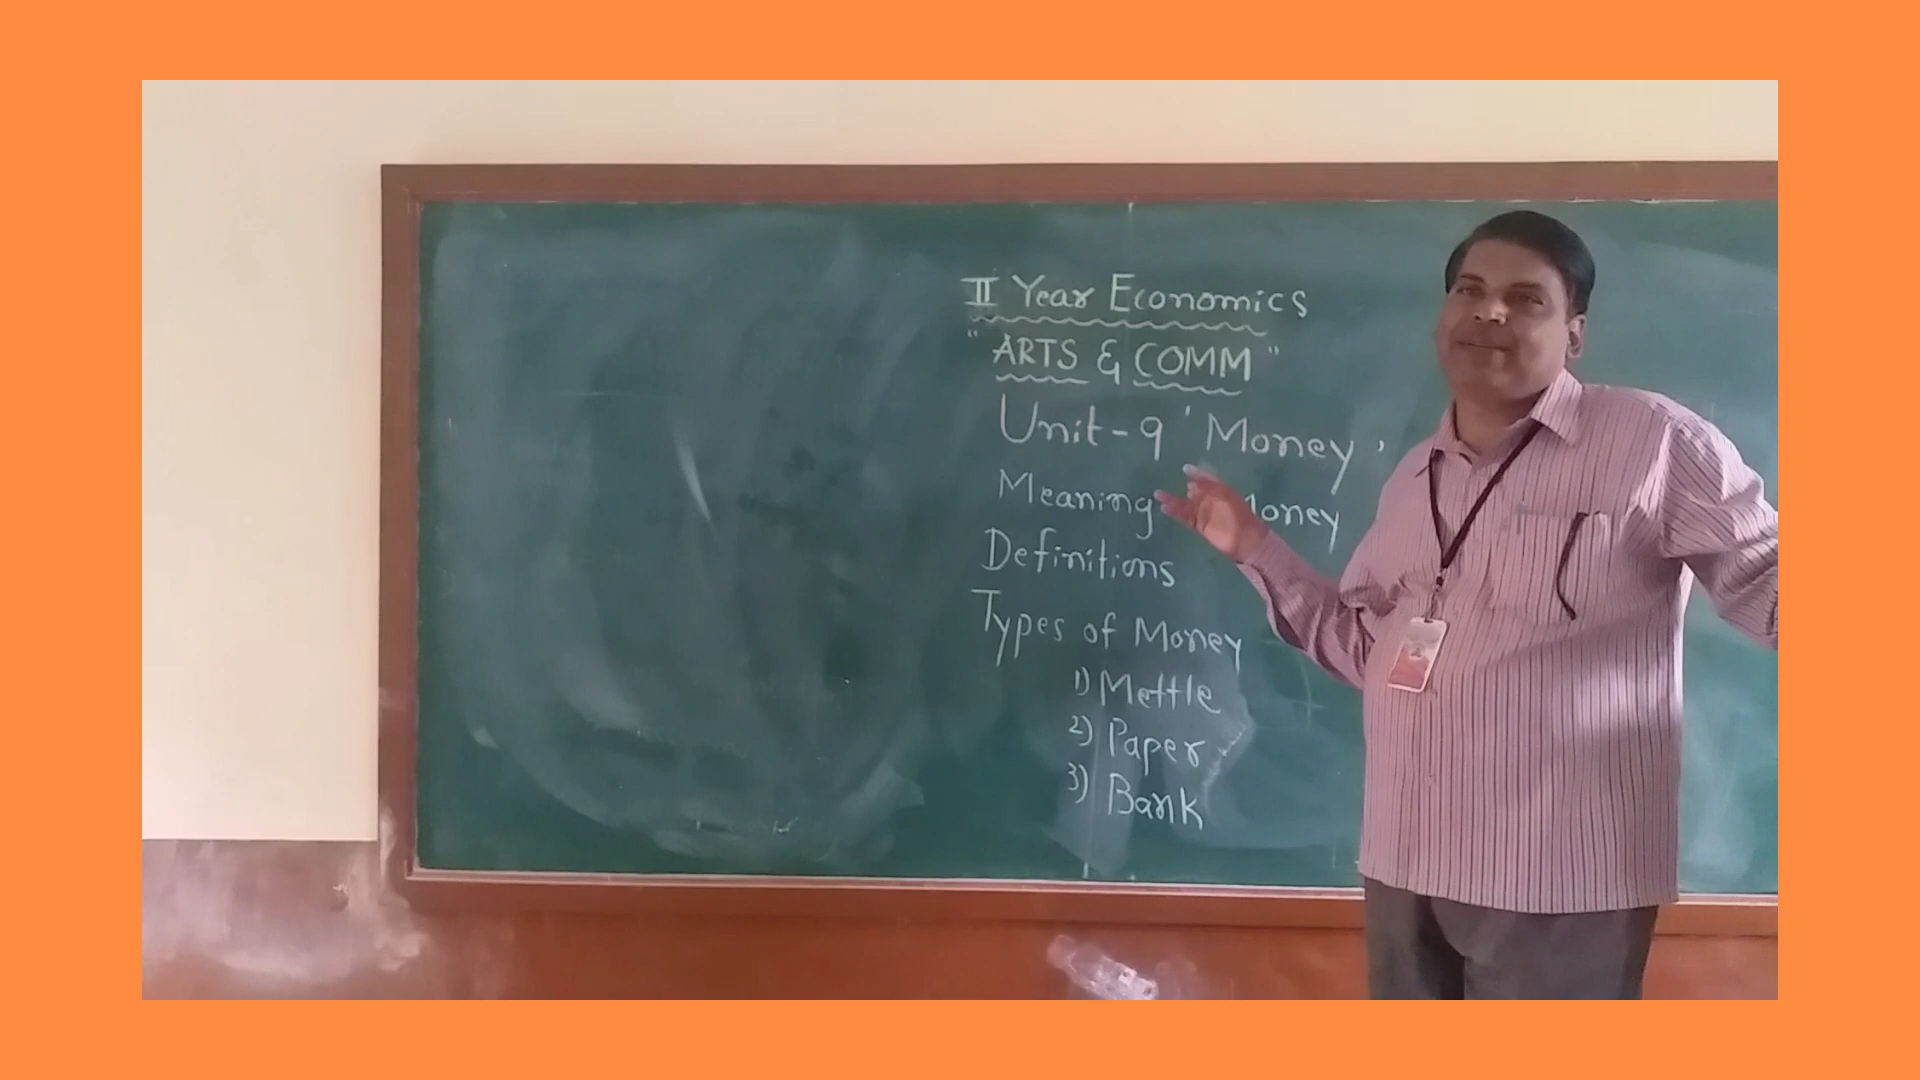 II Year Economics
"ARTS & COMM"
Unit-9 'Money'
Meaning Money
Definitions
Types of Money
1) Mettle
2) Paper
3) Bank